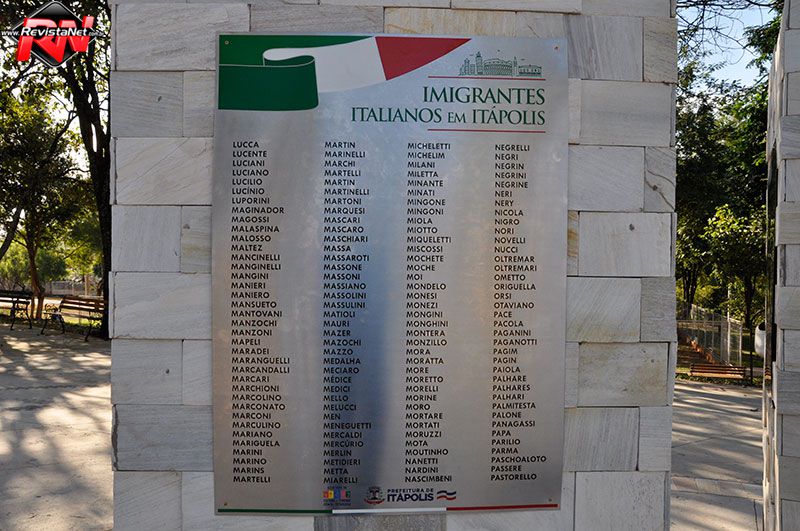 www.RevistaNet.com
RN
IMIGRANTES
ITALIANOS EM ITÁPOLIS
LUCCA
LUCENTE
LUCIANI
LUCIANO
LUCILIO
LUCÍNIO
LUPORINI
MAGINADOR
MAGOSSI
MALASPINA
MALOSSO
MALTEZ
MANCINELLI
MANGINELLI
MANGINI
MANIERI
MANIERO
MANSUETO
MANTOVANI
MANZOCHI
MANZONI
MAPELI
MARADEI
MARANGUELLI
MARCANDALLI
MARCARI
MARCHIONI
MARCOLINO
MARCONATO
MARCONI
MARCULINO
MARIANO
MARIGUELA
MARINI
MARINO
MARINS
MARTELLI
MARTIN
MARINELLI
MARCHI
MARTELLI
MARTIN
MARTINELLI
MARTONI
MARQUESI
MASCARI
MASCARO
MASCHIARI
MASSA
MASSAROTI
MASSONE
MASSONI
MASSIANO
MASSOLINI
MASSULINI
MATIOLI
MAURI
MAZER
MAZOCHI
MAZZO
MEDALHA
MECIARO
MÉDICE
MEDICI
MELLO
MELUCCI
MEN
MENEGUETTI
MERCALDI
MERCÚRIO
MERLIN
METIDIERI
METTA
MIARELLI
MICHELETTI
MICHELIM
MILANI
MILETTA
MINANTE
MINATI
MINGONE
MINGONI
MIOLA
MIOTTO
MIQUELETTI
MISCOSSI
MOCHETE
MOCHE
MOI
MONDELO
MONESI
MONEZI
MONGINI
MONGHINI
MONTERA
MONZILLO
MORA
MORATTA
MORE
MORETTO
MORELLI
MORINE
MORO
MORTARE
MORTATI
MORUZZI
MOTA
MOUTINHO
NANETTI
NARDINI
NASCIMBENI
NEGRELLI
NEGRI
NEGRIN
NEGRINI
NEGRINE
NERI
NERY
NICOLA
NIGRO
NORI
NOVELLI
NUCCI
OLTREMAR
OLTREMARI
OMETTO
ORIGUELLA
ORSI
OTAVIANO
PACE
PACOLA
PAGANINI
PAGANOTTI
PAGIM
PAGIN
PAIOLA
PALHARE
PALHARES
PALHARI
PALMITESTA
PALONE
PANAGASSI
PAPA
PARILIO
PARMA
PASCHOALOTO
PASSERE
PASTORELLO
PREFEITURA DE
ITÁPOLIS